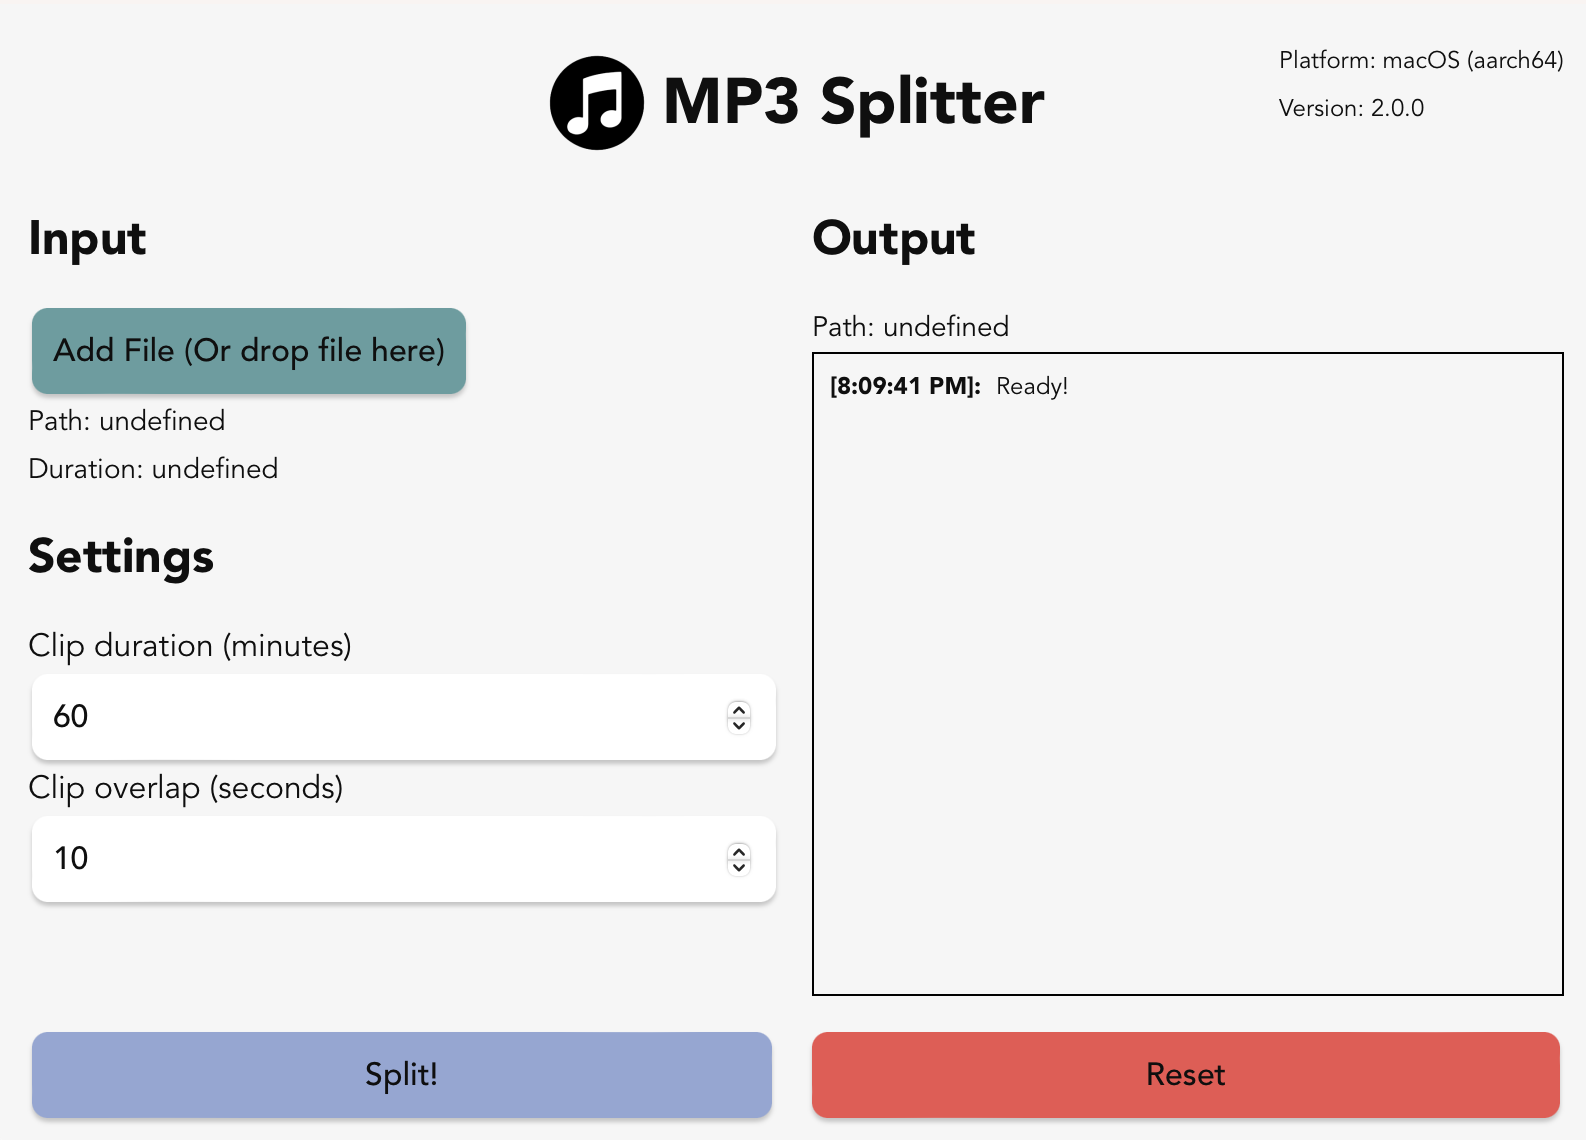 MP3 Splitter
Platform: macOS (aarch64)
Version: 2.0.0
Input
Add File (Or drop file here)
Path: undefined
Duration: undefined
Settings
Clip duration (minutes)
60
Clip overlap (seconds)
10
Split!
Output
Path: undefined
[8:09:41 PM]: Ready!
Reset